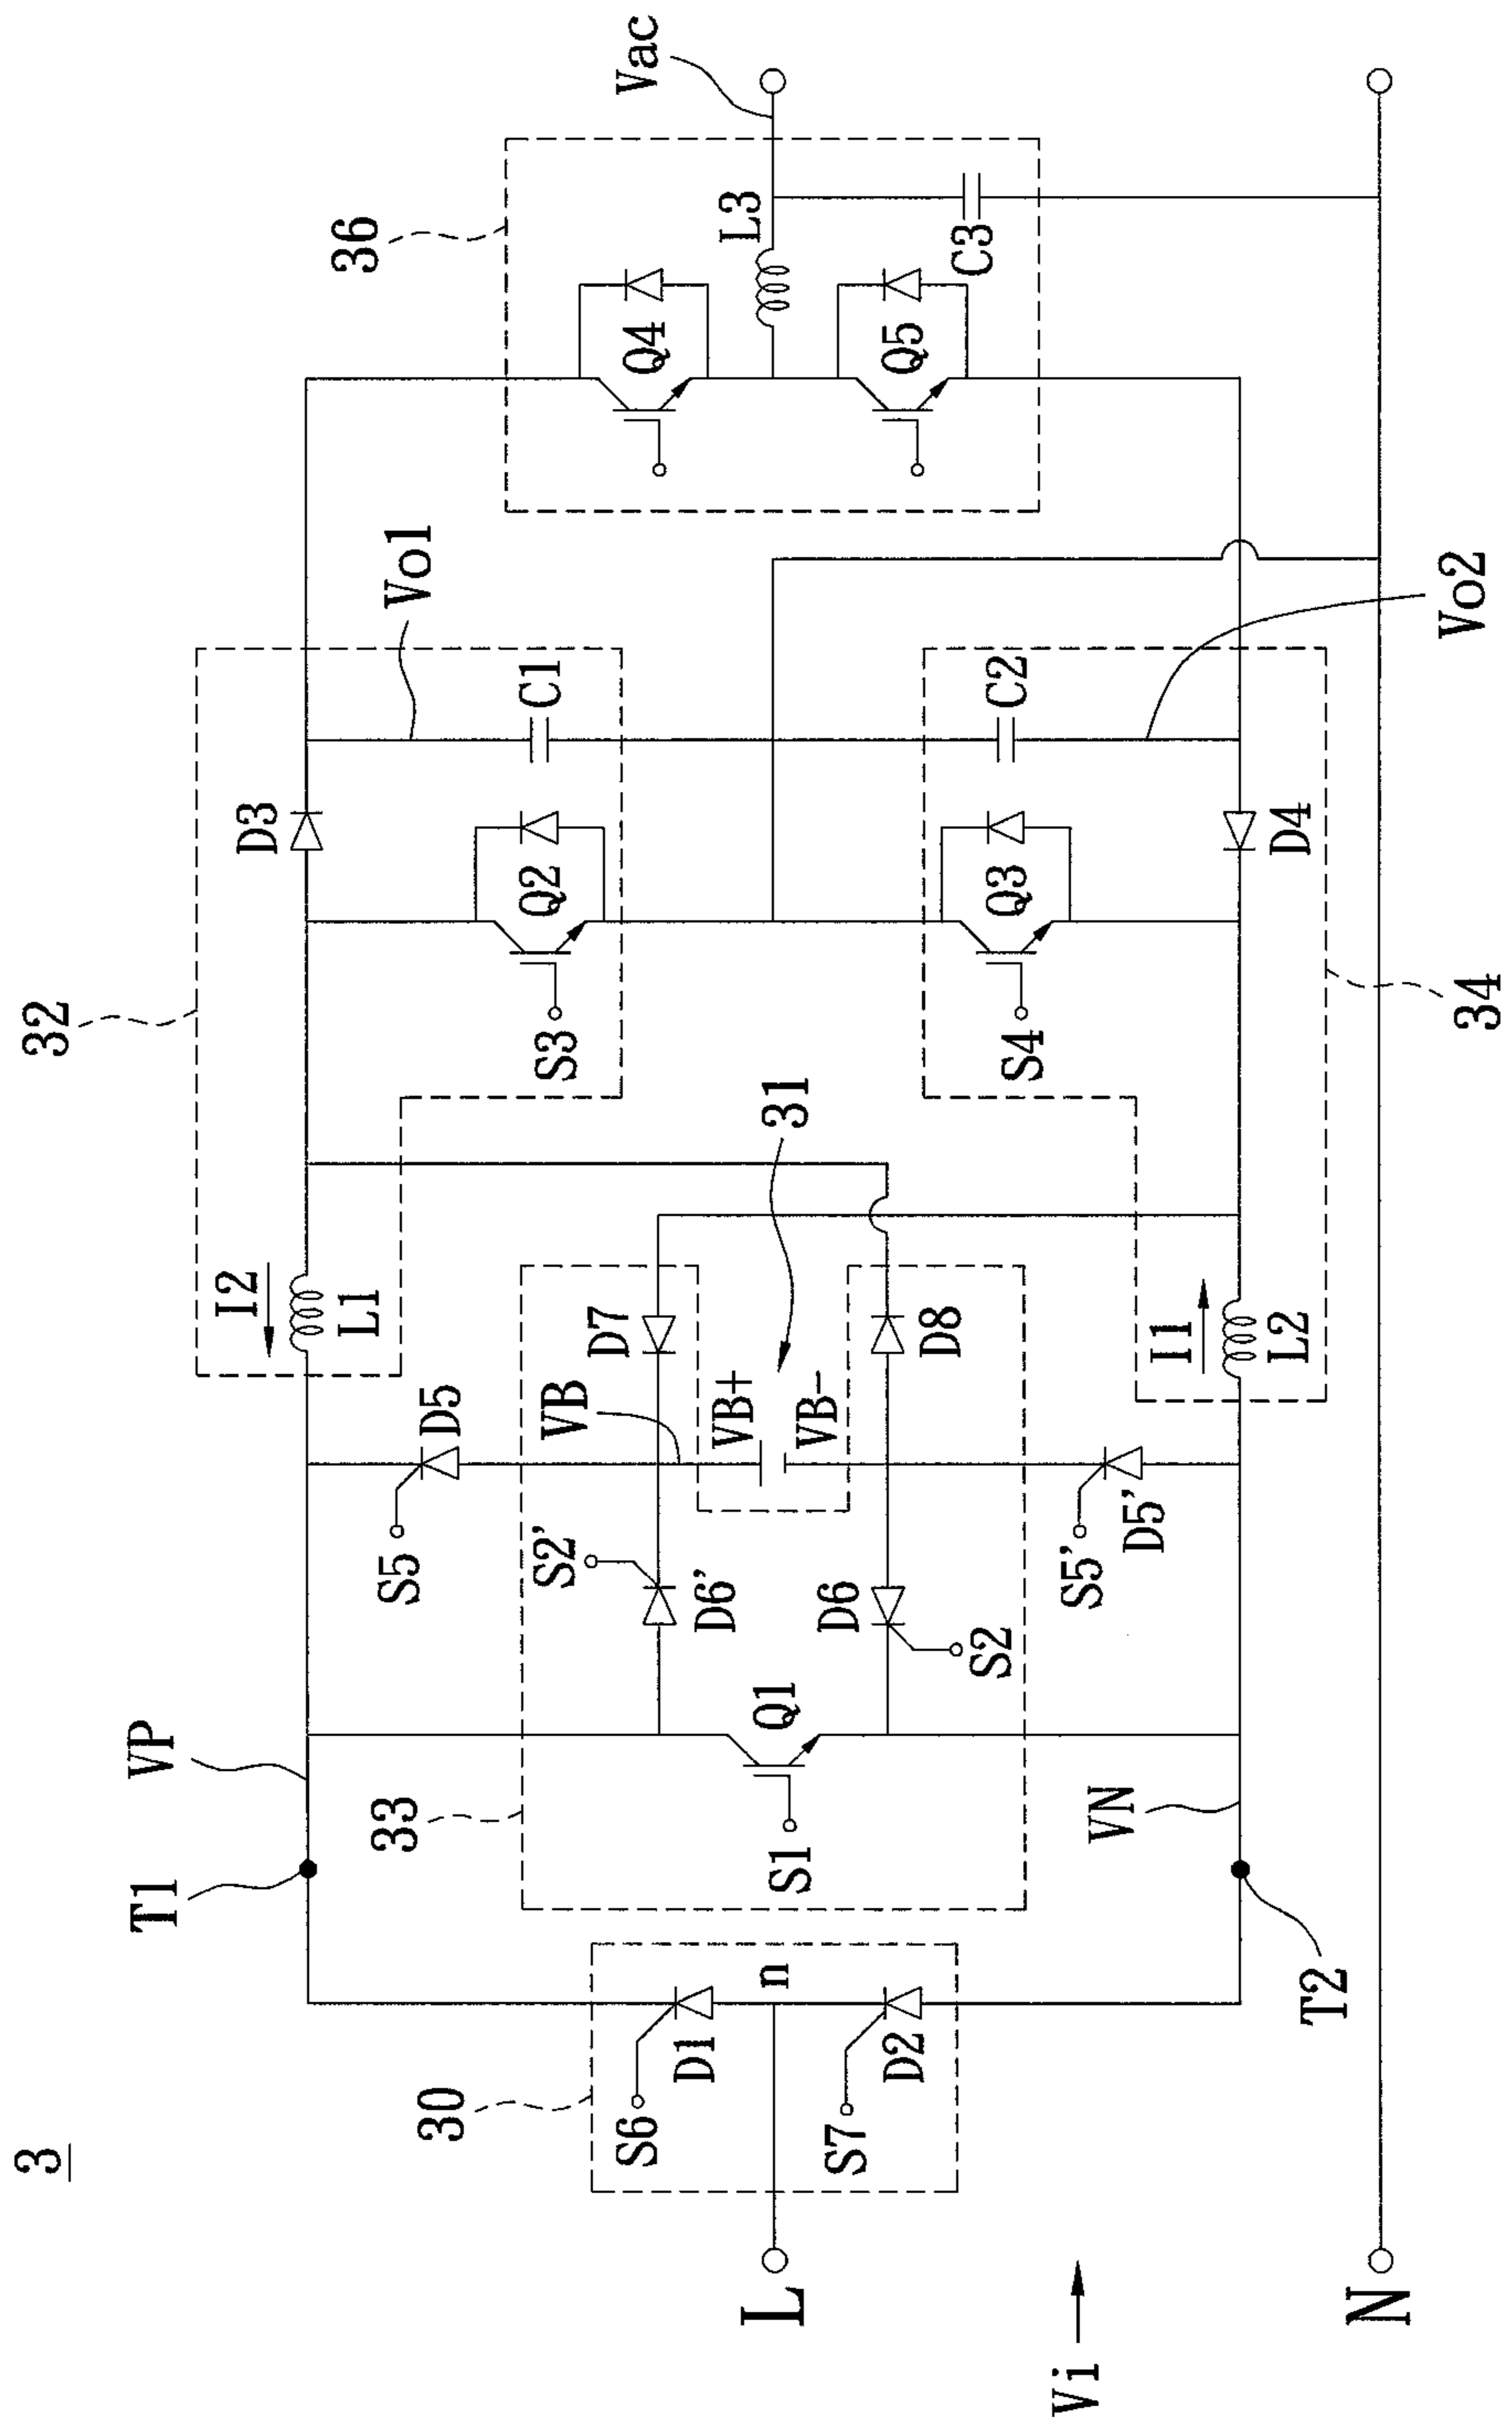 3
Vi
L
N
30
S6
D1
S7
D2
n
T1
T2
VP
VN
33
S1
Q1
S2'
D6'
D6
S2
S5
D5
S5'
D5'
VB
VB+
VB-
31
D7
D8
I2
L1
I1
L2
32
34
S3
Q2
S4
Q3
D3
D4
C1
C2
Vo1
Vo2
36
Q4
Q5
L3
C3
Vac